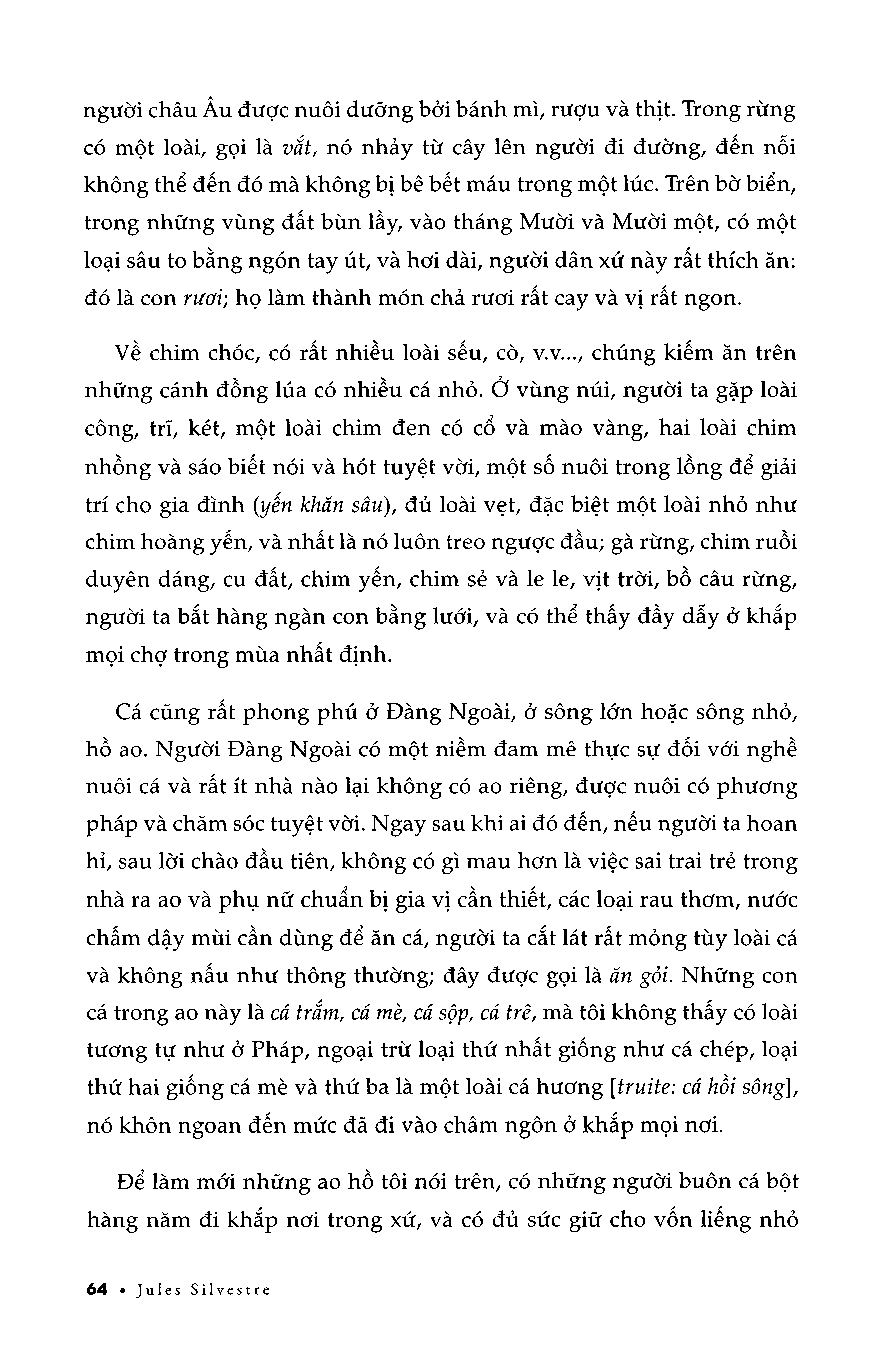 người châu Âu được nuôi dưỡng bởi bánh mì, rượu và thịt. Trong rừng
có một loài, gọi là vắt, nó nhảy từ cây lên người đi đường, đến nỗi
không thể đến đó mà không bị bê bết máu trong một lúc. Trên bờ biển,
trong những vùng đất bùn lầy, vào tháng Mười và Mười một, có một
loại sâu to bằng ngón tay út, và hơi dài, người dân xứ này rất thích ăn:
đó là con rươi; họ làm thành món chả rươi rất cay và vị rất ngon.
Về chim chóc, có rất nhiều loài sếu, cò, v.v..., chúng kiếm ăn trên
những cánh đồng lúa có nhiều cá nhỏ. Ở vùng núi, người ta gặp loài
công, trĩ, két, một loài chim đen có cổ và mào vàng, hai loài chim
nhồng và sáo biết nói và hót tuyệt vời, một số nuôi trong lồng để giải
trí cho gia đình (yến khăn sâu), đủ loài vẹt, đặc biệt một loài nhỏ như
chim hoàng yến, và nhất là nó luôn treo ngược đầu; gà rừng, chim ruồi
duyên dáng, cu đất, chim yến, chim sẻ và le le, vịt trời, bồ câu rừng,
người ta bắt hàng ngàn con bằng lưới, và có thể thấy đầy dẫy ở khắp
mọi chợ trong mùa nhất định.
Cá cũng rất phong phú ở Đàng Ngoài, ở sông lớn hoặc sông nhỏ,
hồ ao. Người Đàng Ngoài có một niềm đam mê thực sự đối với nghề
nuôi cá và rất ít nhà nào lại không có ao riêng, được nuôi có phương
pháp và chăm sóc tuyệt vời. Ngay sau khi ai đó đến, nếu người ta hoan
hỉ, sau lời chào đầu tiên, không có gì mau hơn là việc sai trai trẻ trong
nhà ra ao và phụ nữ chuẩn bị gia vị cần thiết, các loại rau thơm, nước
chấm dậy mùi cần dùng để ăn cá, người ta cắt lát rất mỏng tùy loài cá
và không nấu như thông thường; đây được gọi là ăn gỏi. Những con
cá trong ao này là cá trắm, cá mè, cá sộp, cá trê, mà tôi không thấy có loài
tương tự như ở Pháp, ngoại trừ loại thứ nhất giống như cá chép, loại
thứ hai giống cá mè và thứ ba là một loài cá hương [truite: cá hồi sông],
nó khôn ngoan đến mức đã đi vào châm ngôn ở khắp mọi nơi.
Để làm mới những ao hồ tôi nói trên, có những người buôn cá bột
hàng năm đi khắp nơi trong xứ, và có đủ sức giữ cho vốn liếng nhỏ
64 • Jules Silvestre